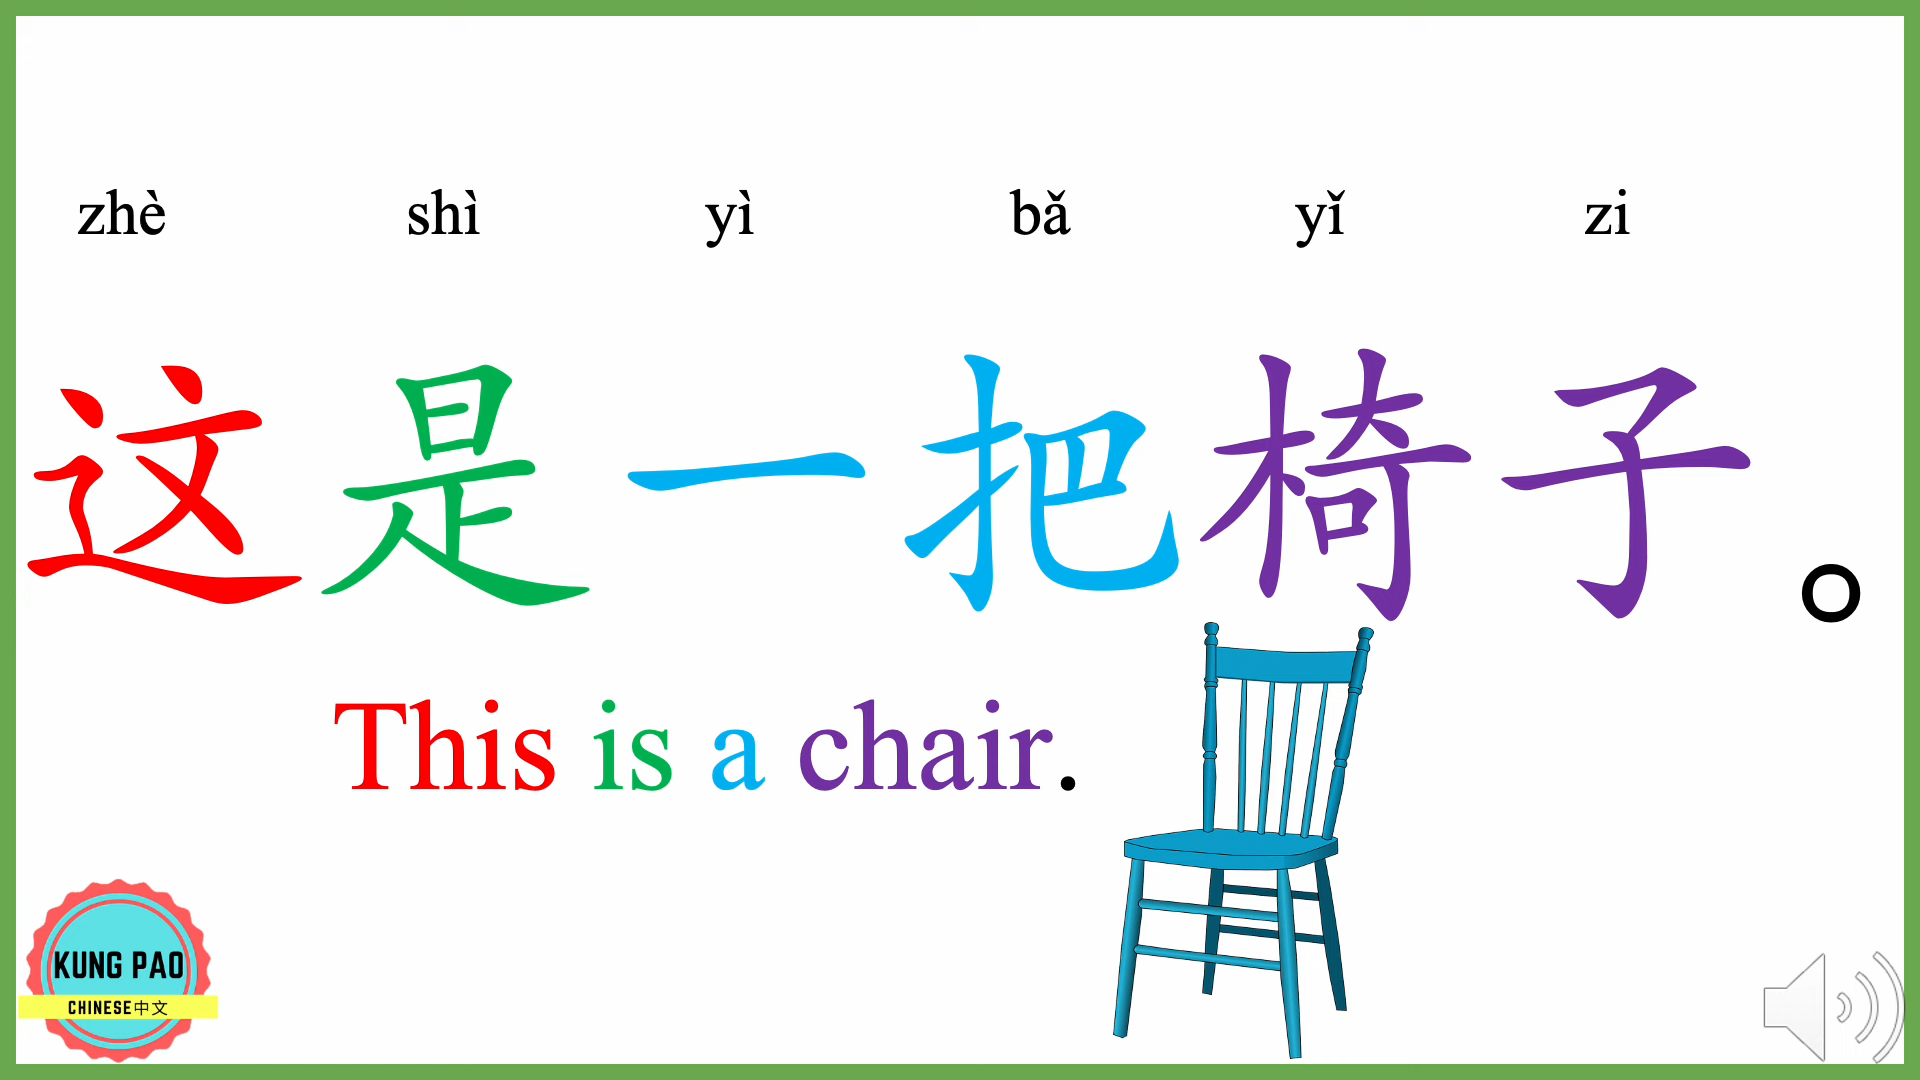 zhè shì yì bǎ yǐ zi
这是一把椅子。
This is a chair.
KUNG PAO
CHINESE中文